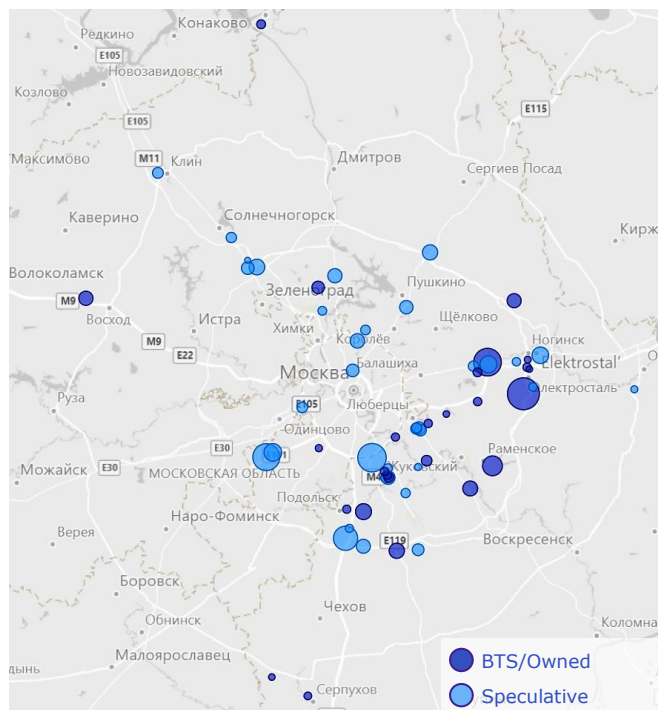 Конаково
Редкино
E105
Новозавидовский
Козлово
E115
E105
Максимово
M11
Клин
Дмитров
Сергиев Посад
Каверино
Солнечногорск
Кирж
Волоколамск
M9
Восход
Зеленоград
Пушкино
Истра
Химки
Щёлково
Королёв
M9
E22
Ногинск
Elektrostal’
Балашиха
Москва
Электросталь
Руза
E105
Люберцы
Одинцово
E30
Раменское
Можайск
E30
МОСКОВСКАЯ ОБЛАСТЬ
Жуковский
M4
Подольск
Наро-Фоминск
Верея
E119
Воскресенск
Боровск
Чехов
Обнинск
Коломна
Малоярославец
дынь
Серпухов
BTS/Owned
Speculative